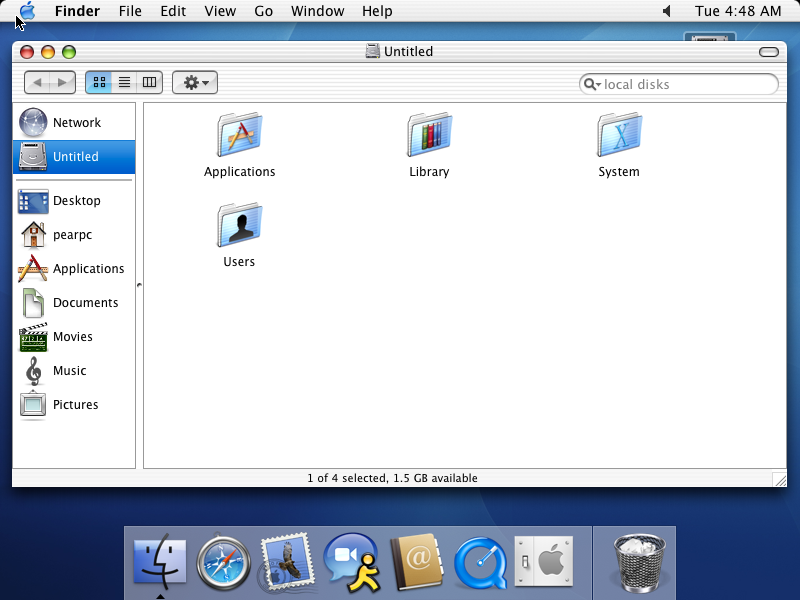 Finder File Edit View Go Window Help Tue 4:48 AM
Untitled
local disks
Network
Untitled
Desktop
pearpc
Applications
Documents
Movies
Music
Pictures
Applications Library System
Users
1 of 4 selected, 1.5 GB available